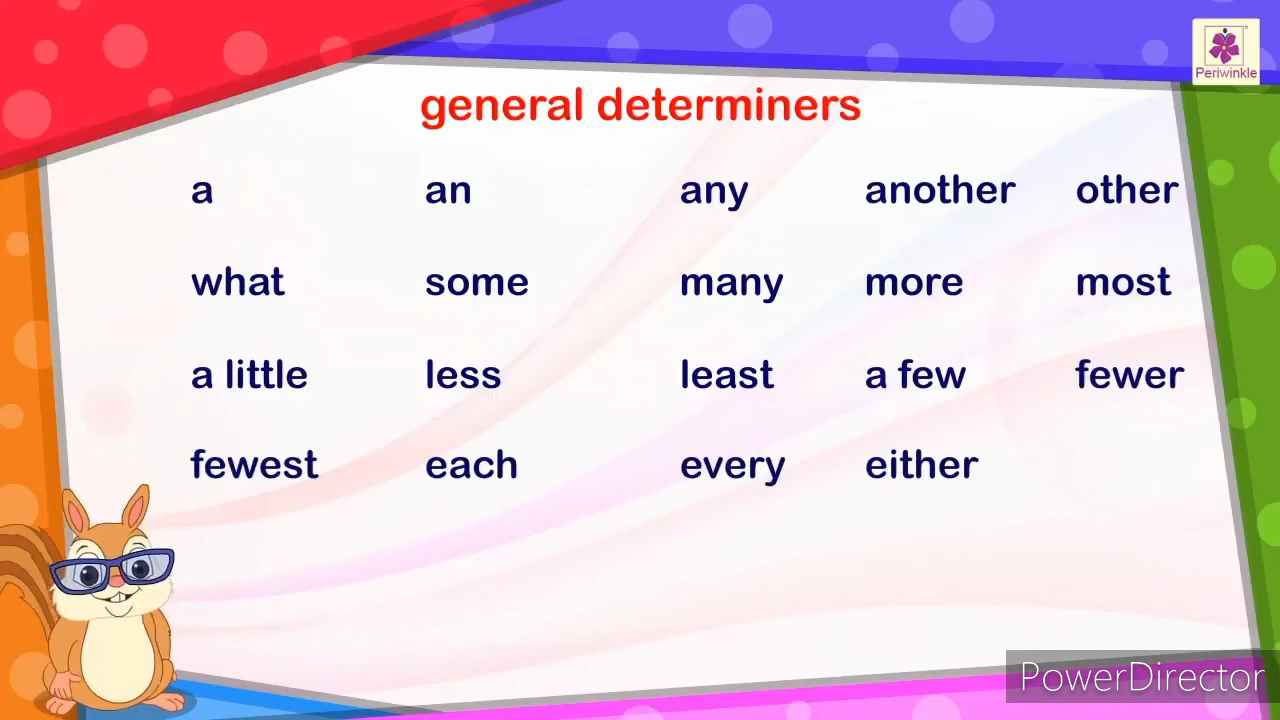 Periwinkle
general determiners
a an any another other
what some many more most
a little less least a few fewer
fewest each every either
PowerDirector